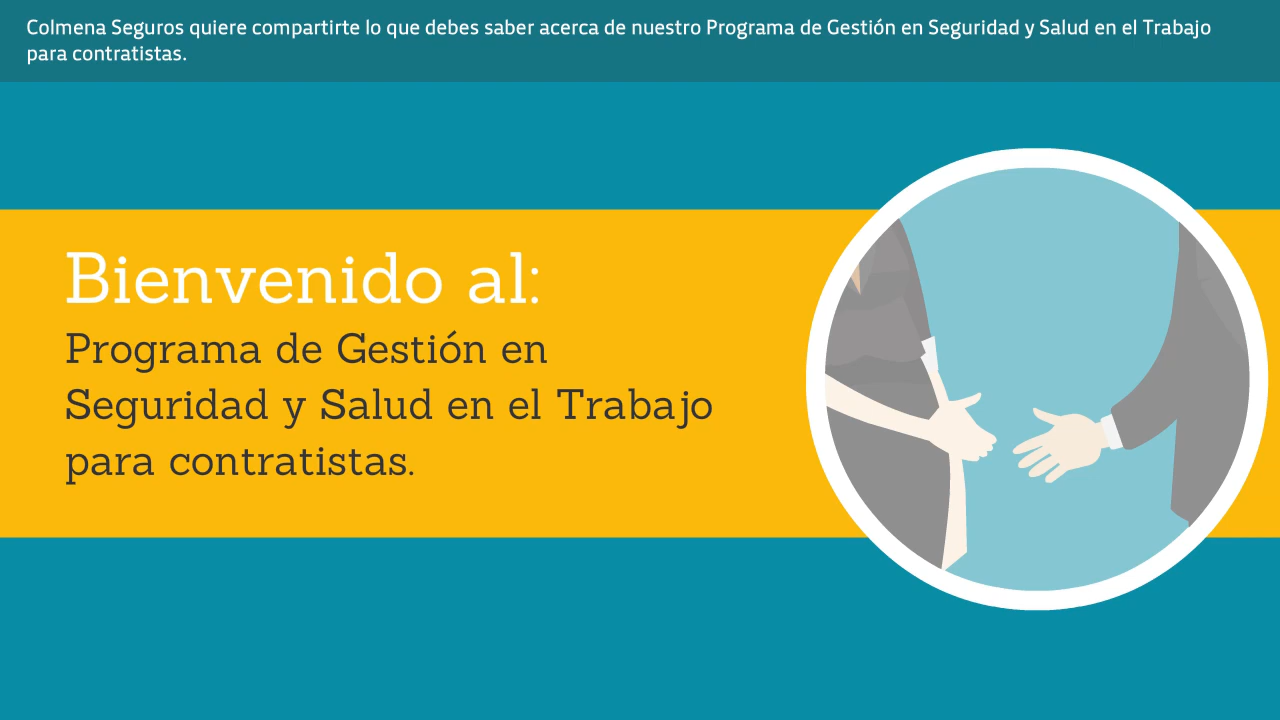 Colmena Seguros quiere compartirte lo que debes saber acerca de nuestro Programa de Gestión en Seguridad y Salud en el Trabajo
para contratistas.
Bienvenido al:
Programa de Gestión en
Seguridad y Salud en el Trabajo
para contratistas.